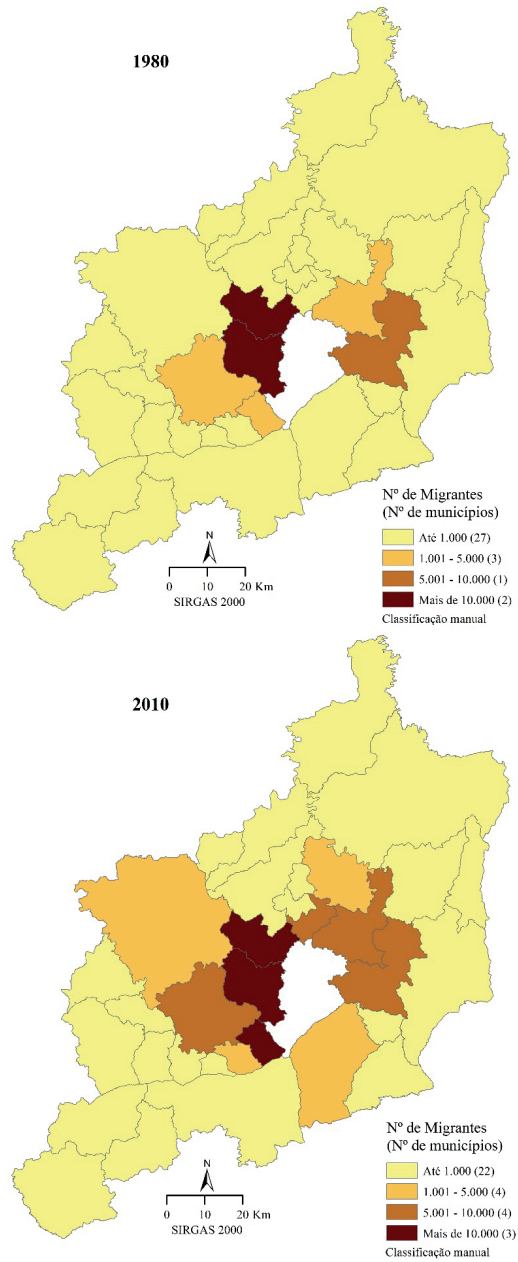 1980
Nº de Migrantes
(Nº de municípios)
Até 1.000 (27)
1.001 - 5.000 (3)
5.001 - 10.000 (1)
Mais de 10.000 (2)
Classificação manual
N
0 10 20 Km
SIRGAS 2000
2010
Nº de Migrantes
(Nº de municípios)
Até 1.000 (22)
1.001 - 5.000 (4)
5.001 - 10.000 (4)
Mais de 10.000 (3)
Classificação manual
N
0 10 20 Km
SIRGAS 2000